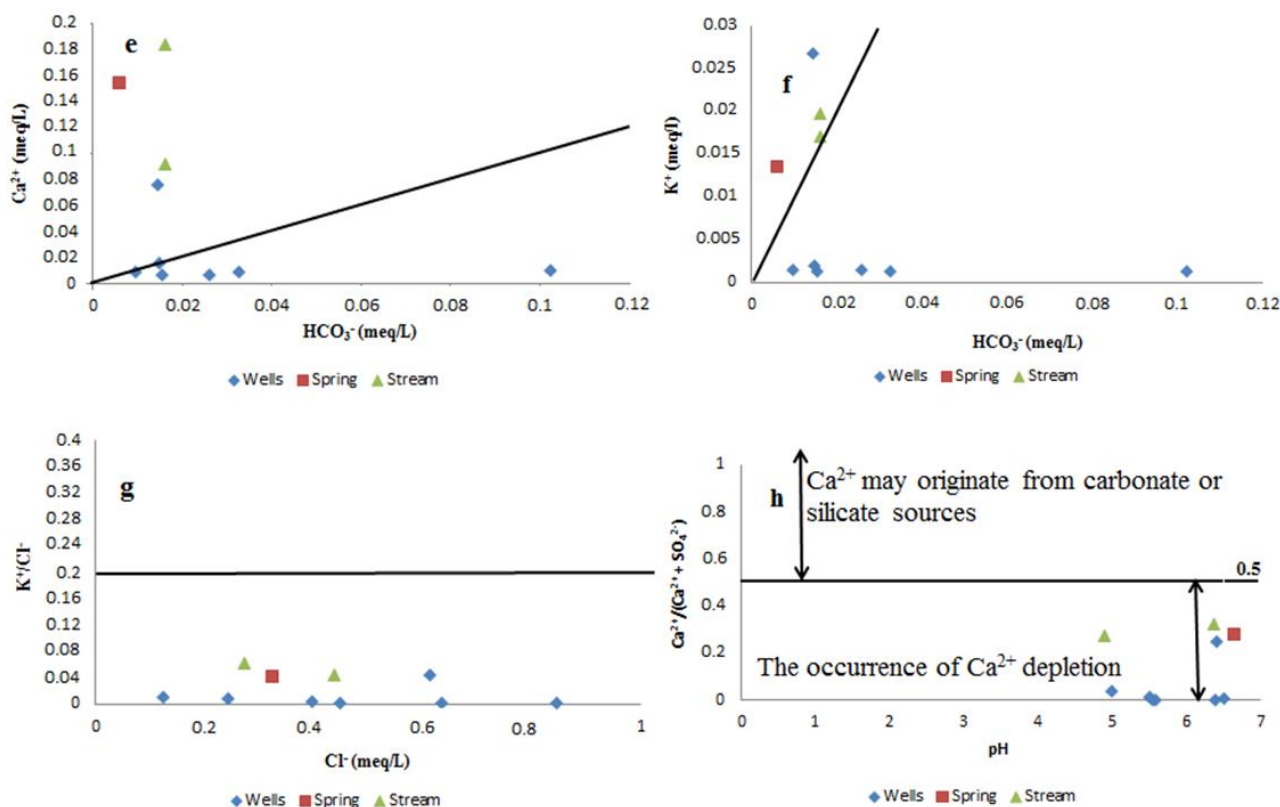 e
Ca²⁺ (meq/L)
0.2
0.18
0.16
0.14
0.12
0.1
0.08
0.06
0.04
0.02
0
0 0.02 0.04 0.06 0.08 0.1 0.12
HCO₃⁻ (meq/L)
Wells Spring Stream
f
K⁺ (meq/l)
0.03
0.025
0.02
0.015
0.01
0.005
0
0 0.02 0.04 0.06 0.08 0.1 0.12
HCO₃⁻ (meq/L)
Wells Spring Stream
g
K⁺/Cl⁻
0.4
0.36
0.32
0.28
0.24
0.2
0.16
0.12
0.08
0.04
0
0 0.2 0.4 0.6 0.8 1
Cl⁻ (meq/L)
Wells Spring Stream
h
Ca²⁺/(Ca²⁺ + SO₄²⁻)
1
0.8
0.6
0.4
0.2
0
Ca²⁺ may originate from carbonate or
silicate sources
0.5
The occurrence of Ca²⁺ depletion
0 1 2 3 4 5 6 7
pH
Wells Spring Stream